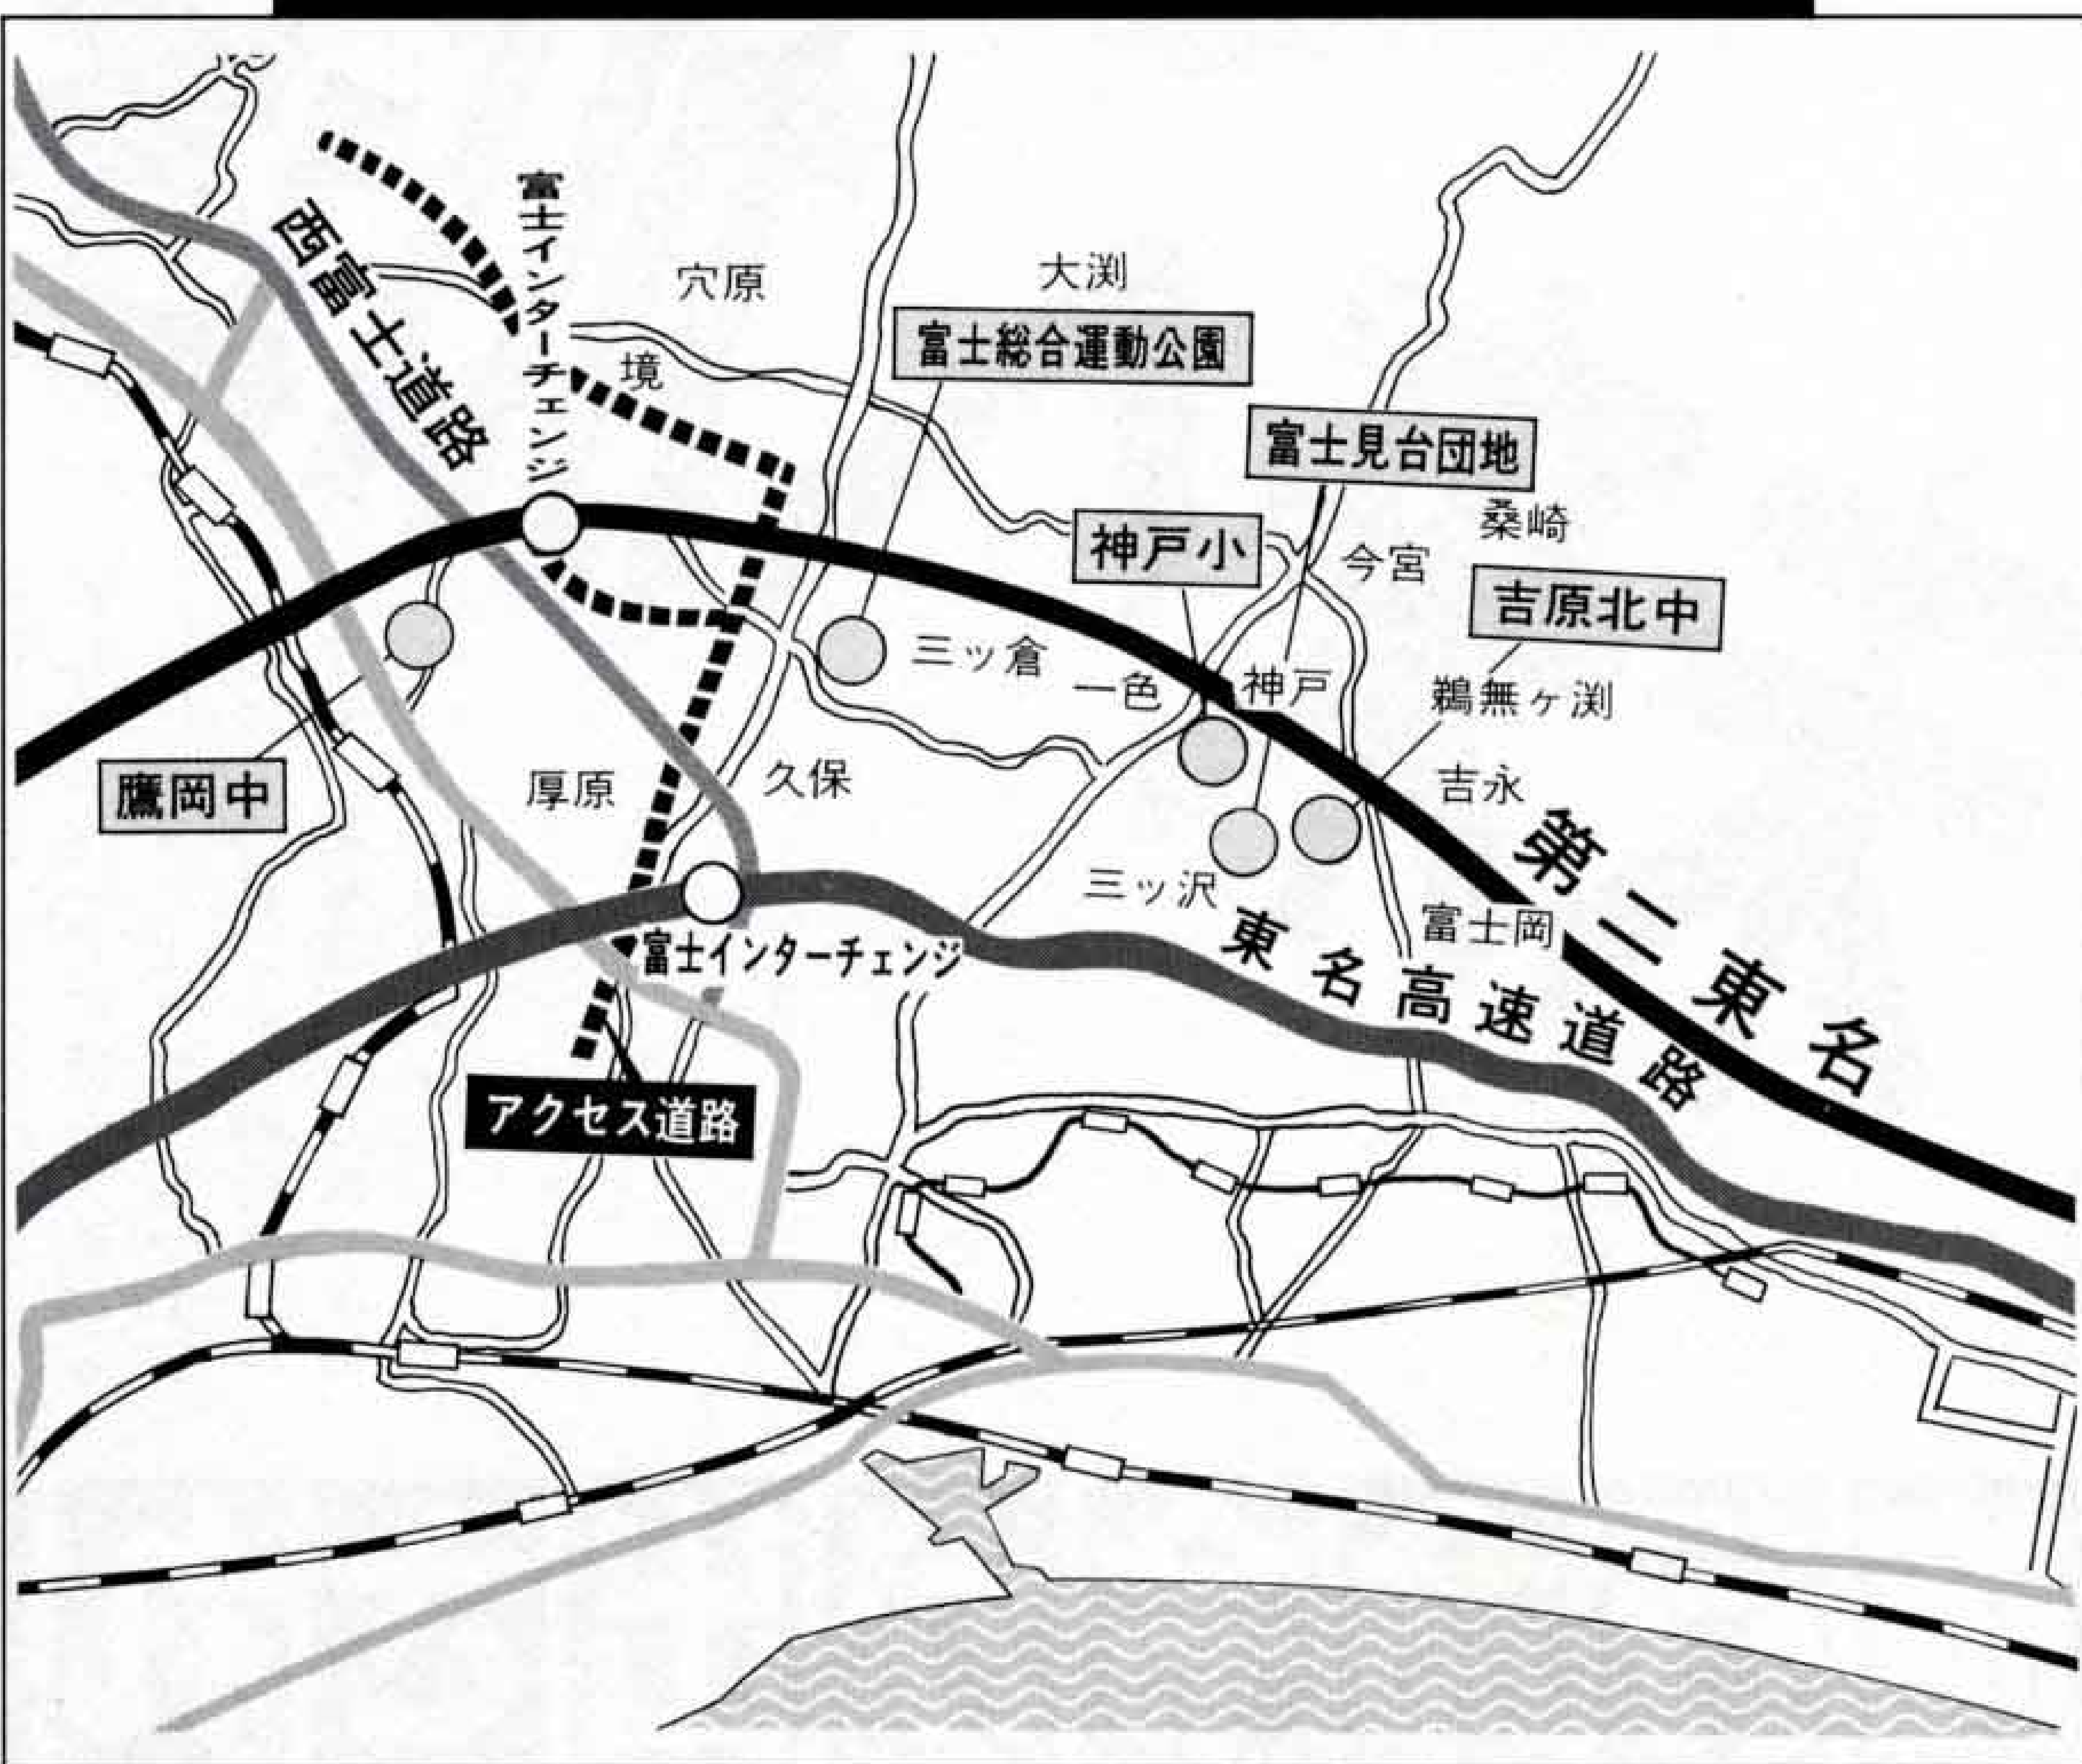 富士インターチェンジ
西富士道路
穴原
大渕
富士総合運動公園
境
富士見台団地
桑崎
神戸小
今宮
吉原北中
三ッ倉
一色
神戸
鵜無ヶ渕
鷹岡中
厚原
久保
吉永
第二東名
三ッ沢
富士岡
東名高速道路
富士インターチェンジ
アクセス道路